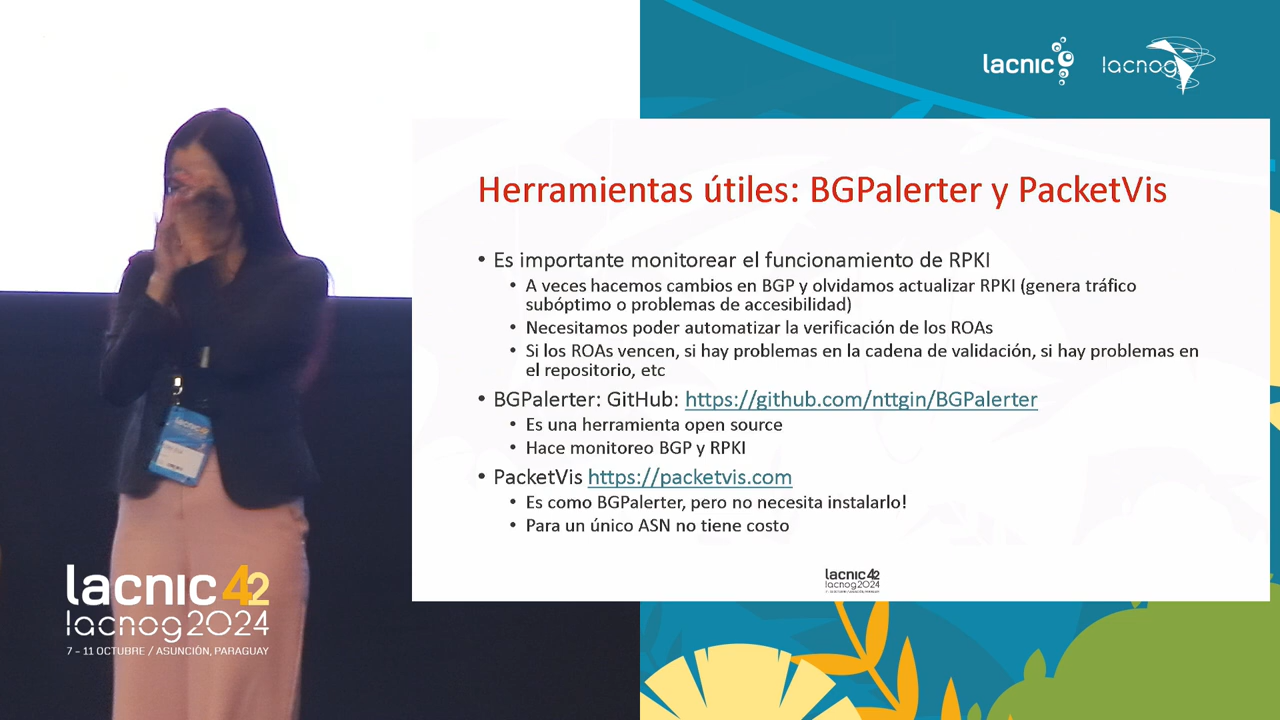 lacnic
lacnog
Herramientas útiles: BGPalerter y PacketVis
• Es importante monitorear el funcionamiento de RPKI
• A veces hacemos cambios en BGP y olvidamos actualizar RPKI (genera tráfico
subóptimo o problemas de accesibilidad)
• Necesitamos poder automatizar la verificación de los ROAs
• Si los ROAs vencen, si hay problemas en la cadena de validación, si hay problemas en
el repositorio, etc
• BGPalerter: GitHub: https://github.com/nttgin/BGPalerter
• Es una herramienta open source
• Hace monitoreo BGP y RPKI
• PacketVis https://packetvis.com
• Es como BGPalerter, pero no necesita instalarlo!
• Para un único ASN no tiene costo
lacnic 42
lacnog2024
lacnic
lacnic 42
lacnog2024
7 – 11 OCTUBRE / ASUNCIÓN, PARAGUAY